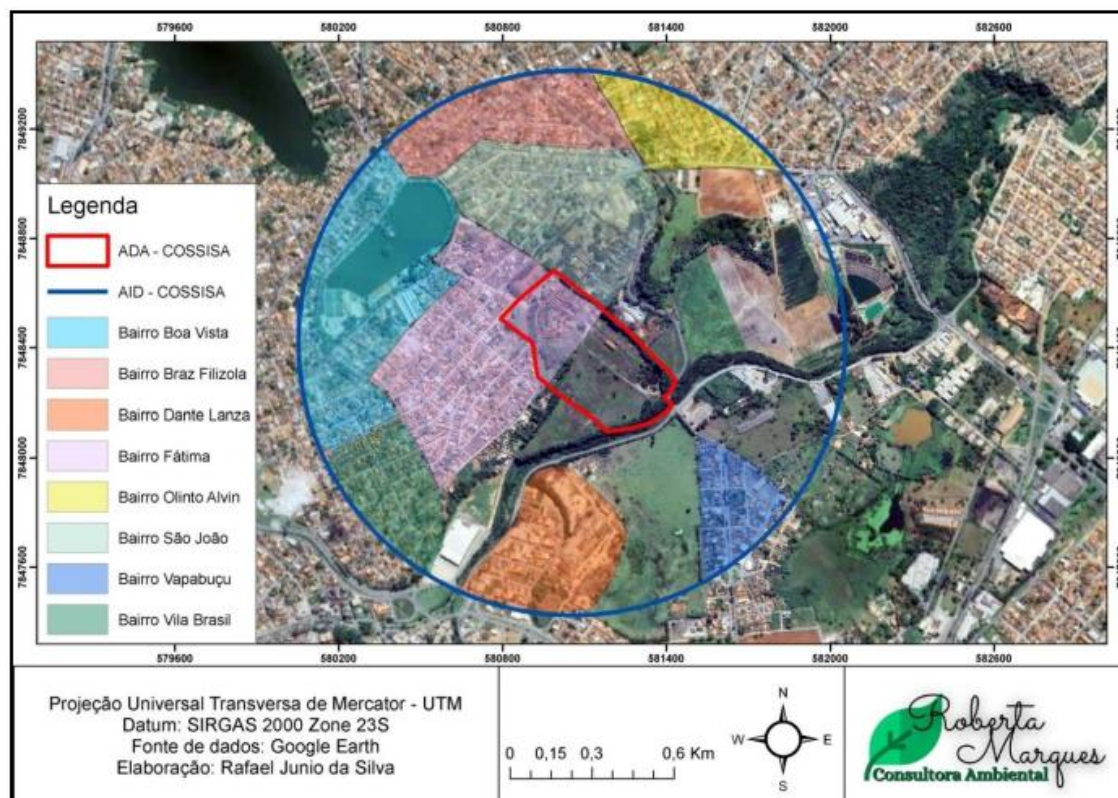 579600 580200 580800 581400 582000 582600
7849200
7848800
7848400
7848000
7847600
Legenda
ADA - COSSISA
AID - COSSISA
Bairro Boa Vista
Bairro Braz Filizola
Bairro Dante Lanza
Bairro Fátima
Bairro Olinto Alvin
Bairro São João
Bairro Vapabuçu
Bairro Vila Brasil
579600 580200 580800 581400 582000 582600
Projeção Universal Transversa de Mercator - UTM
Datum: SIRGAS 2000 Zone 23S
Fonte de dados: Google Earth
Elaboração: Rafael Junio da Silva
0 0,15 0,3 0,6 Km
N
W E
S
Roberta
Marques
Consultora Ambiental